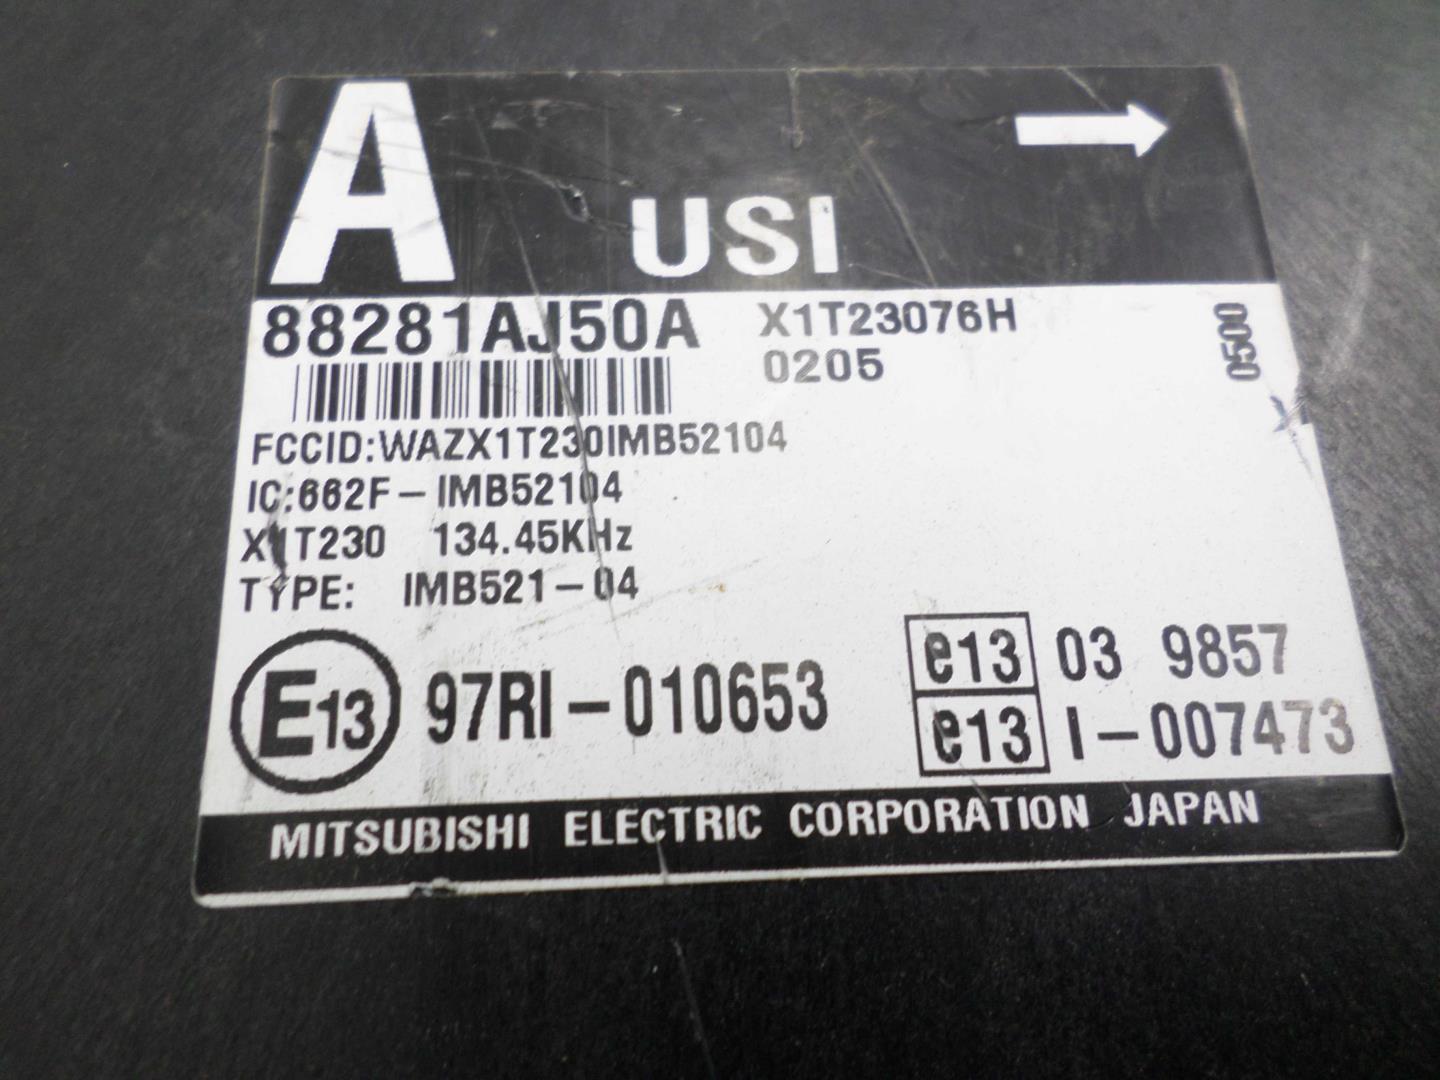 A
USI
88281AJ50A
X1T23076H
0205
0500
FCCID:WAZX1T230IMB52104
IC:662F-IMB52104
X1T230 134.45KHz
TYPE: IMB521-04
E13 97RI-010653
e13 03 9857
e13 I-007473
MITSUBISHI ELECTRIC CORPORATION JAPAN